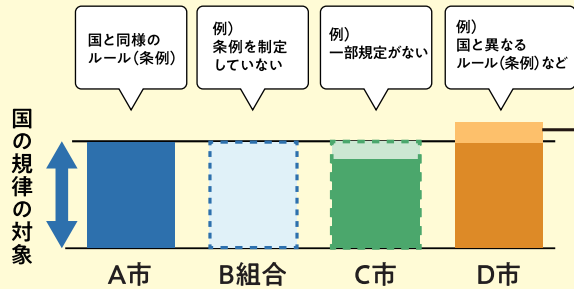 国と同様の
ルール（条例）
例）
条例を制定
していない
例）
一部規定がない
例）
国と異なる
ルール（条例）など
国の規律の対象
A市
B組合
C市
D市